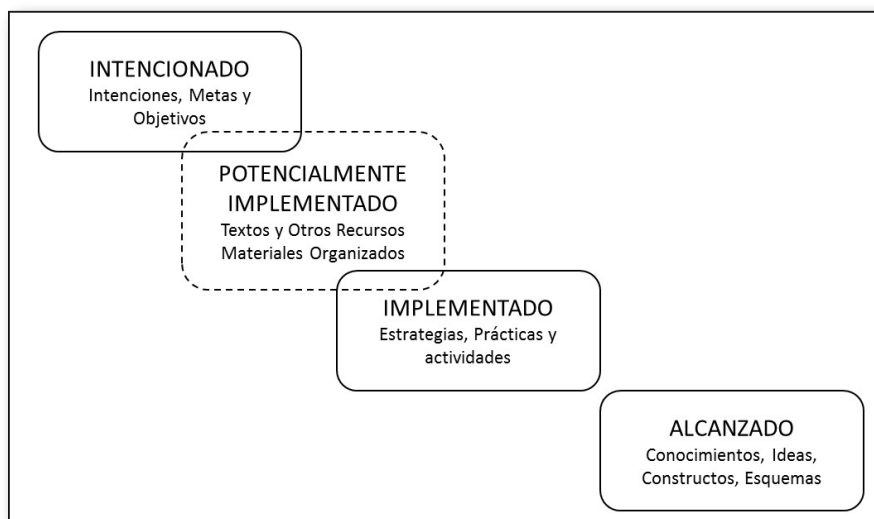 INTENCIONADO
Intenciones, Metas y
Objetivos
POTENCIALMENTE
IMPLEMENTADO
Textos y Otros Recursos
Materiales Organizados
IMPLEMENTADO
Estrategias, Prácticas y
actividades
ALCANZADO
Conocimientos, Ideas,
Constructos, Esquemas